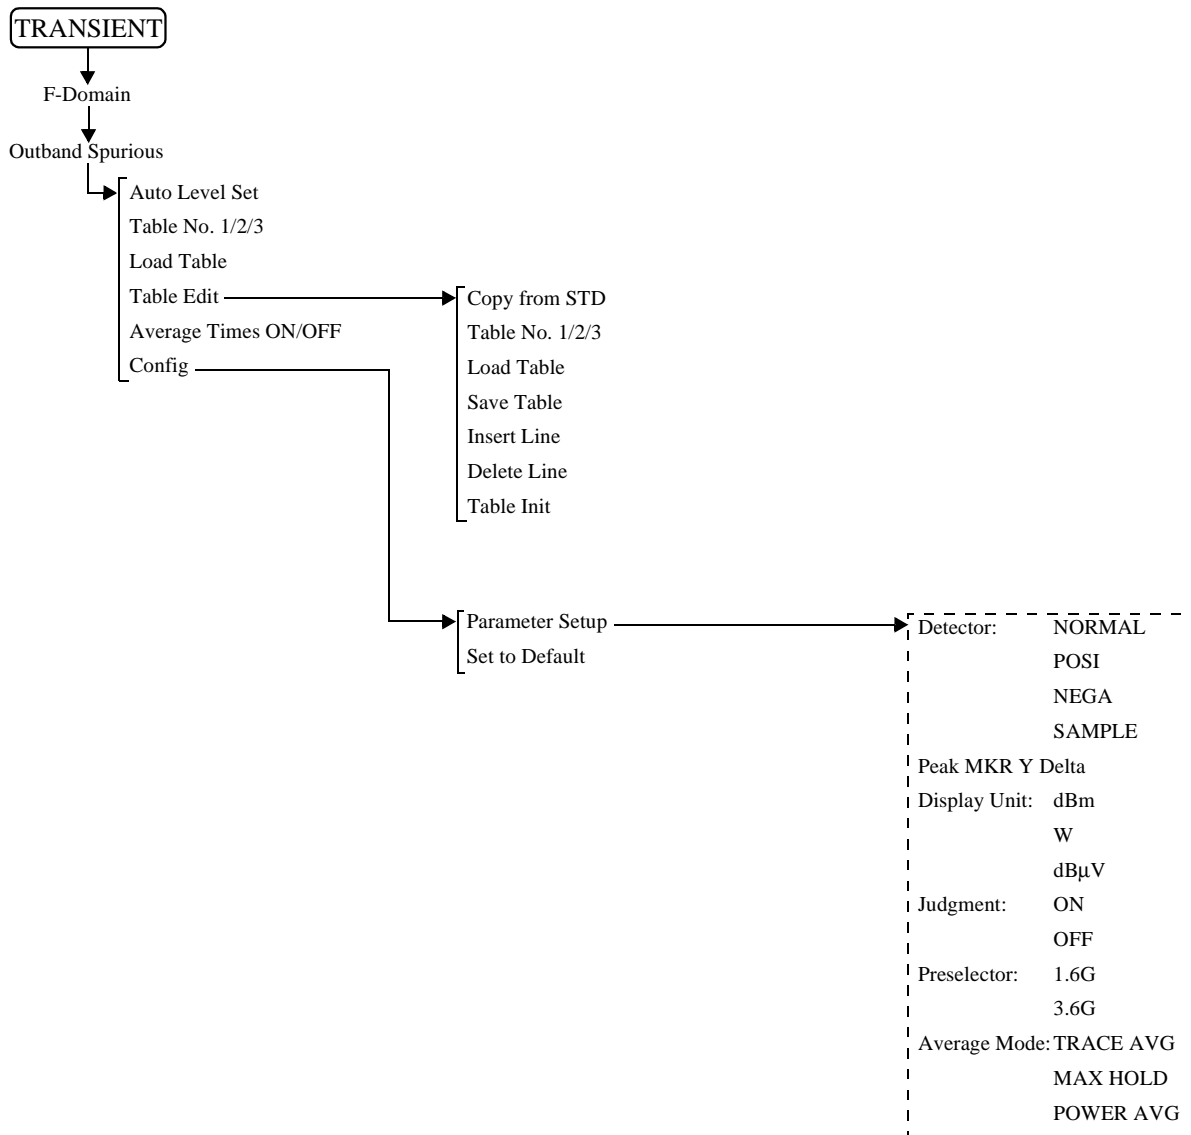 TRANSIENT
F-Domain
Outband Spurious
Auto Level Set
Table No. 1/2/3
Load Table
Table Edit
Average Times ON/OFF
Config
Copy from STD
Table No. 1/2/3
Load Table
Save Table
Insert Line
Delete Line
Table Init
Parameter Setup
Set to Default
Detector: NORMAL
POSI
NEGA
SAMPLE
Peak MKR Y Delta
Display Unit: dBm
W
dBµV
Judgment: ON
OFF
Preselector: 1.6G
3.6G
Average Mode: TRACE AVG
MAX HOLD
POWER AVG